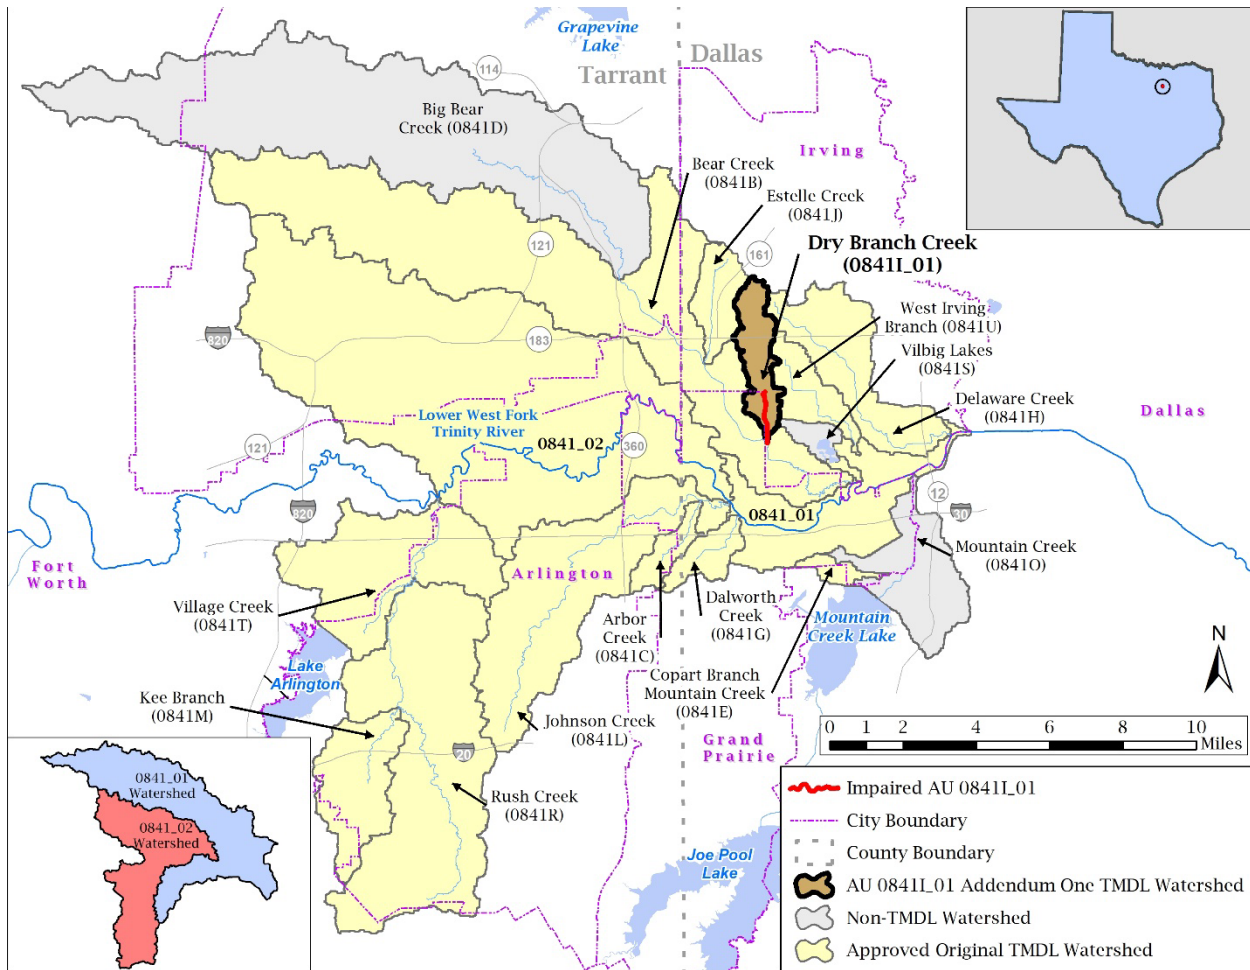 Grapevine
Lake
Tarrant
Dallas
114
Big Bear
Creek (0841D)
Irving
Bear Creek
(0841B)
Estelle Creek
(0841J)
121
161
Dry Branch Creek
(0841I_01)
West Irving
Branch (0841U)
820
183
Vilbig Lakes
(0841S)
Delaware Creek
(0841H)
Dallas
Lower West Fork
Trinity River
0841_02
121
360
820
0841_01
12
30
Fort
Worth
Arlington
Mountain Creek
(0841O)
Village Creek
(0841T)
Arbor
Creek
(0841C)
Dalworth
Creek
(0841G)
Mountain
Creek Lake
N
Lake
Arlington
Copart Branch
Mountain Creek
(0841E)
Kee Branch
(0841M)
Johnson Creek
(0841L)
20
Grand
Prairie
0 1 2 4 6 8 10
Miles
Rush Creek
(0841R)
Joe Pool
Lake
0841_01
Watershed
0841_02
Watershed
Impaired AU 0841I_01
City Boundary
County Boundary
AU 0841I_01 Addendum One TMDL Watershed
Non-TMDL Watershed
Approved Original TMDL Watershed